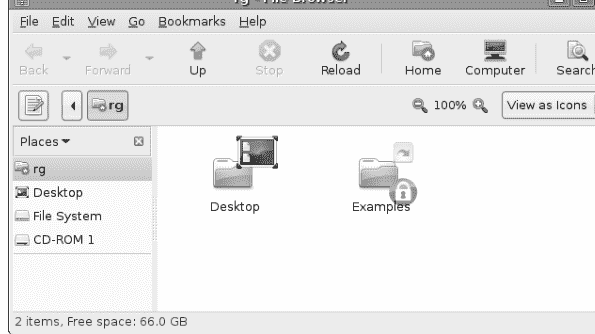 rg - File Browser
File Edit View Go Bookmarks Help
Back Forward Up Stop Reload Home Computer Search
rg 100% View as Icons
Places
rg
Desktop
File System
CD-ROM 1
Desktop Examples
2 items, Free space: 66.0 GB